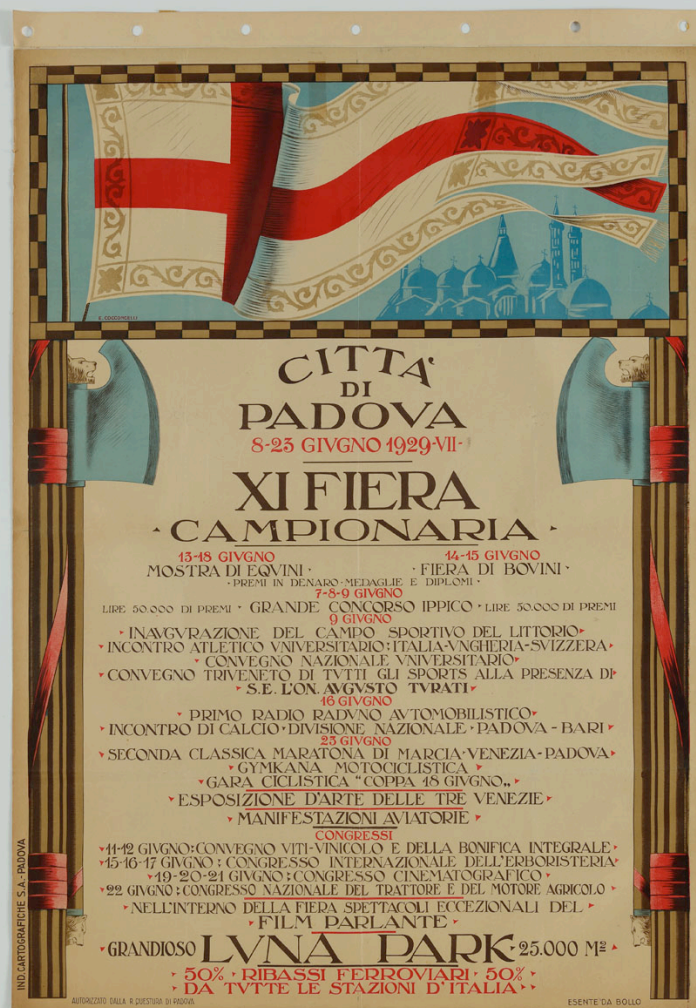 E. COCCOMBELLI
CITTA'
DI
PADOVA
8-23 GIVGNO 1929-VII-
XI FIERA
· CAMPIONARIA ·
13-18 GIVGNO
MOSTRA DI EQVINI ·
14-15 GIVGNO
· FIERA DI BOVINI ·
· PREMI IN DENARO · MEDAGLIE E DIPLOMI ·
7-8-9 GIVGNO
LIRE 50.000 DI PREMI · GRANDE CONCORSO IPPICO · LIRE 50.000 DI PREMI
9 GIVGNO
· INAVGVRAZIONE DEL CAMPO SPORTIVO DEL LITTORIO ·
· INCONTRO ATLETICO VNIVERSITARIO: ITALIA-VNGHERIA-SVIZZERA ·
· CONVEGNO NAZIONALE VNIVERSITARIO ·
· CONVEGNO TRIVENETO DI TVTTI GLI SPORTS ALLA PRESENZA DI ·
· S.E. L'ON. AVGVSTO TVRATI ·
16 GIVGNO
· PRIMO RADIO RADVNO AVTOMOBILISTICO ·
· INCONTRO DI CALCIO · DIVISIONE NAZIONALE · PADOVA - BARI ·
23 GIVGNO
· SECONDA CLASSICA MARATONA DI MARCIA · VENEZIA-PADOVA ·
· GYMKANA MOTOCICLISTICA ·
· GARA CICLISTICA "COPPA 18 GIVGNO„ ·
· ESPOSIZIONE D'ARTE DELLE TRE VENEZIE ·
· MANIFESTAZIONI AVIATORIE ·
CONGRESSI
· 11-12 GIVGNO: CONVEGNO VITI-VINICOLO E DELLA BONIFICA INTEGRALE ·
· 15-16-17 GIVGNO: CONGRESSO INTERNAZIONALE DELL'ERBORISTERIA ·
· 19-20-21 GIVGNO: CONGRESSO CINEMATOGRAFICO ·
· 22 GIVGNO: CONGRESSO NAZIONALE DEL TRATTORE E DEL MOTORE AGRICOLO ·
· NELL'INTERNO DELLA FIERA SPETTACOLI ECCEZIONALI DEL ·
· FILM PARLANTE ·
· GRANDIOSO LVNA PARK · 25.000 M² ·
· 50% · RIBASSI FERROVIARI · 50% ·
· DA TVTTE LE STAZIONI D'ITALIA ·
IND. CARTOGRAFICHE S.A. - PADOVA
AUTORIZZATO DALLA R. QUESTURA DI PADOVA
ESENTE DA BOLLO